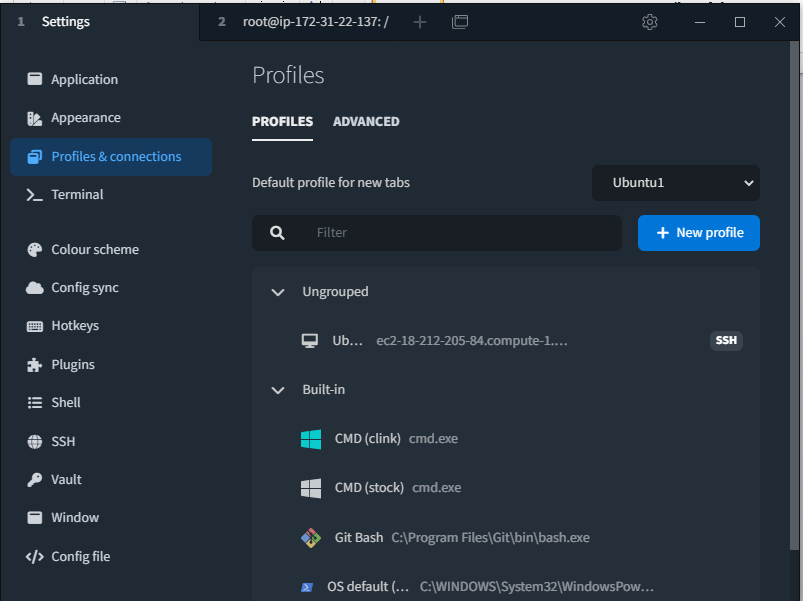 1 Settings 2 root@ip-172-31-22-137: /
Profiles
PROFILES ADVANCED
Default profile for new tabs Ubuntu1
Filter New profile
Ungrouped
Ub… ec2-18-212-205-84.compute-1.… SSH
Built-in
CMD (clink) cmd.exe
CMD (stock) cmd.exe
Git Bash C:\Program Files\Git\bin\bash.exe
OS default (… C:\WINDOWS\System32\WindowsPow…
Application
Appearance
Profiles & connections
Terminal
Colour scheme
Config sync
Hotkeys
Plugins
Shell
SSH
Vault
Window
Config file